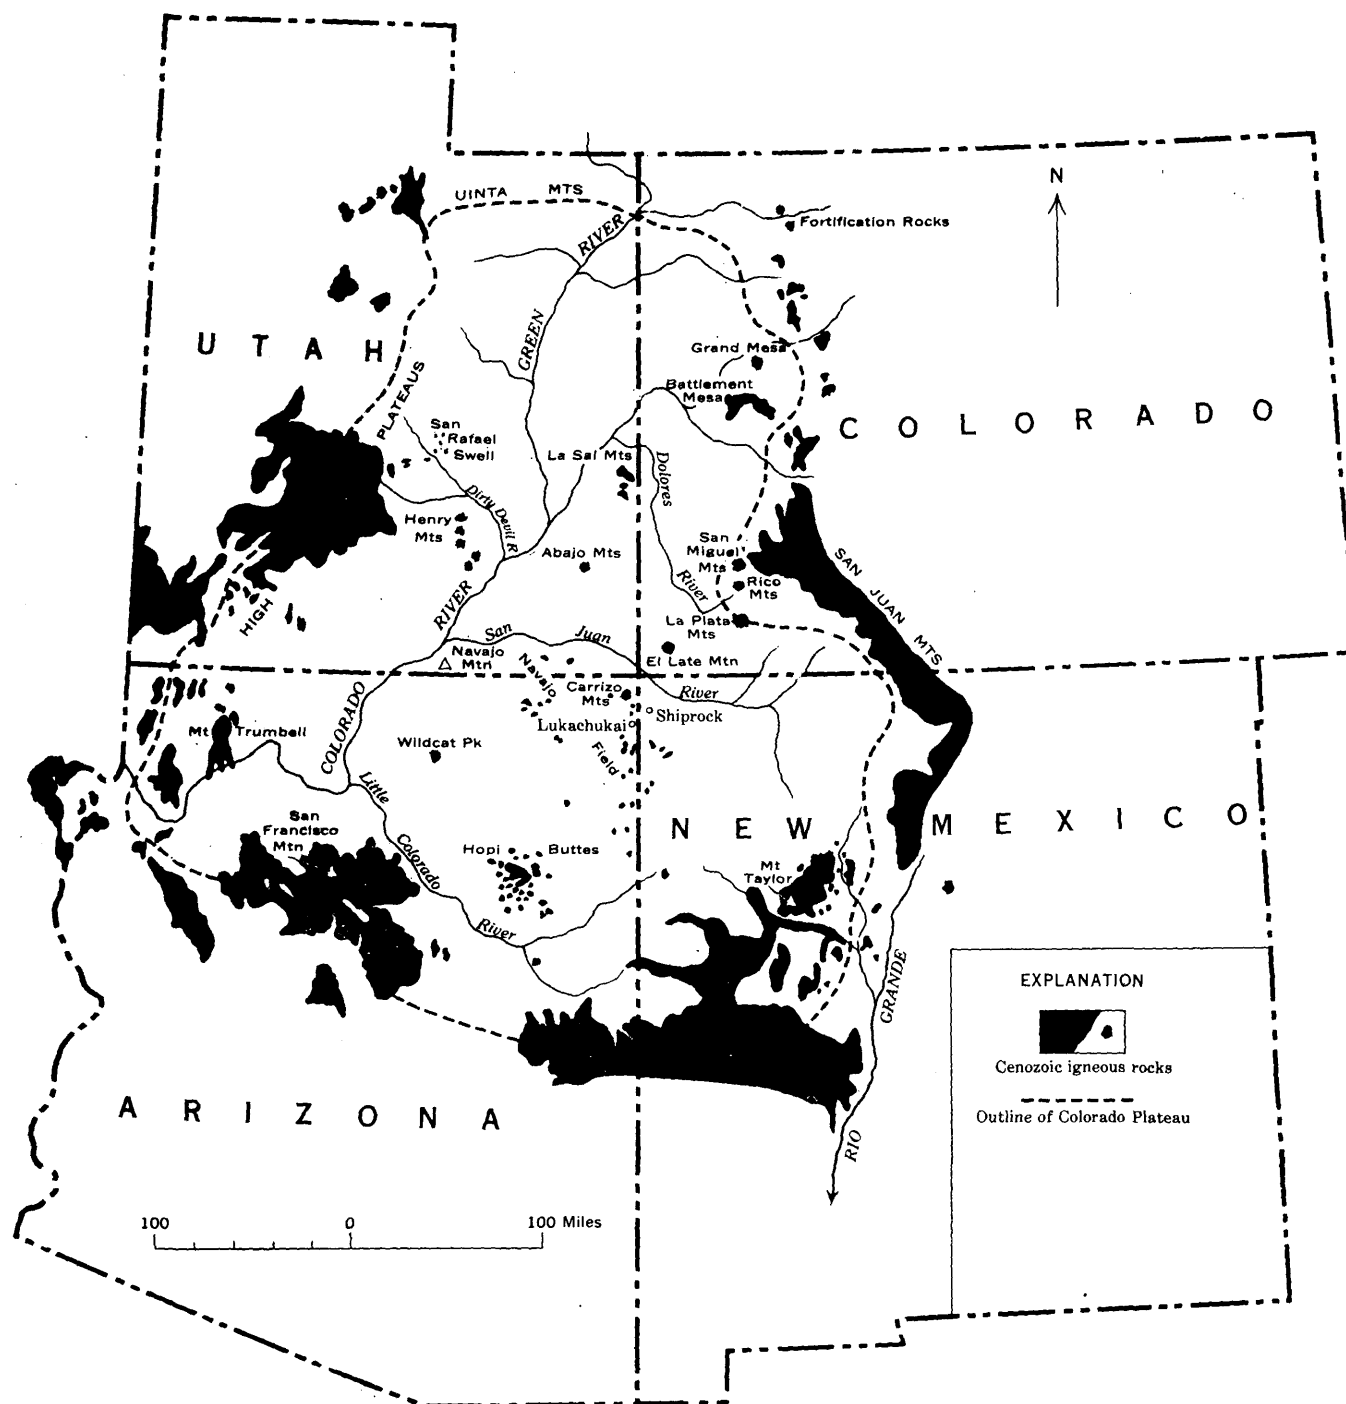 UINTA MTS
N
RIVER
Fortification Rocks
GREEN
UTAH
Grand Mesa
PLATEAUS
Battlement
Mesa
COLORADO
San
Rafael
Swell
La Sal Mts
Dolores
Dirty Devil R
Henry
Mts
Abajo Mts
San
Miguel
Mts
SAN JUAN MTS
River
Rico
Mts
HIGH
RIVER
La Plata
Mts
San Juan
Navajo
Mtn
El Late Mtn
Navajo
Carrizo
Mts
River
COLORADO
Shiprock
Lukachukai
Mt Trumbell
Wildcat Pk
Field
Little
San
Francisco
Mtn
NEW MEXICO
Colorado
Hopi Buttes
Mt
Taylor
River
GRANDE
EXPLANATION
Cenozoic igneous rocks
Outline of Colorado Plateau
ARIZONA
RIO
100 0 100 Miles